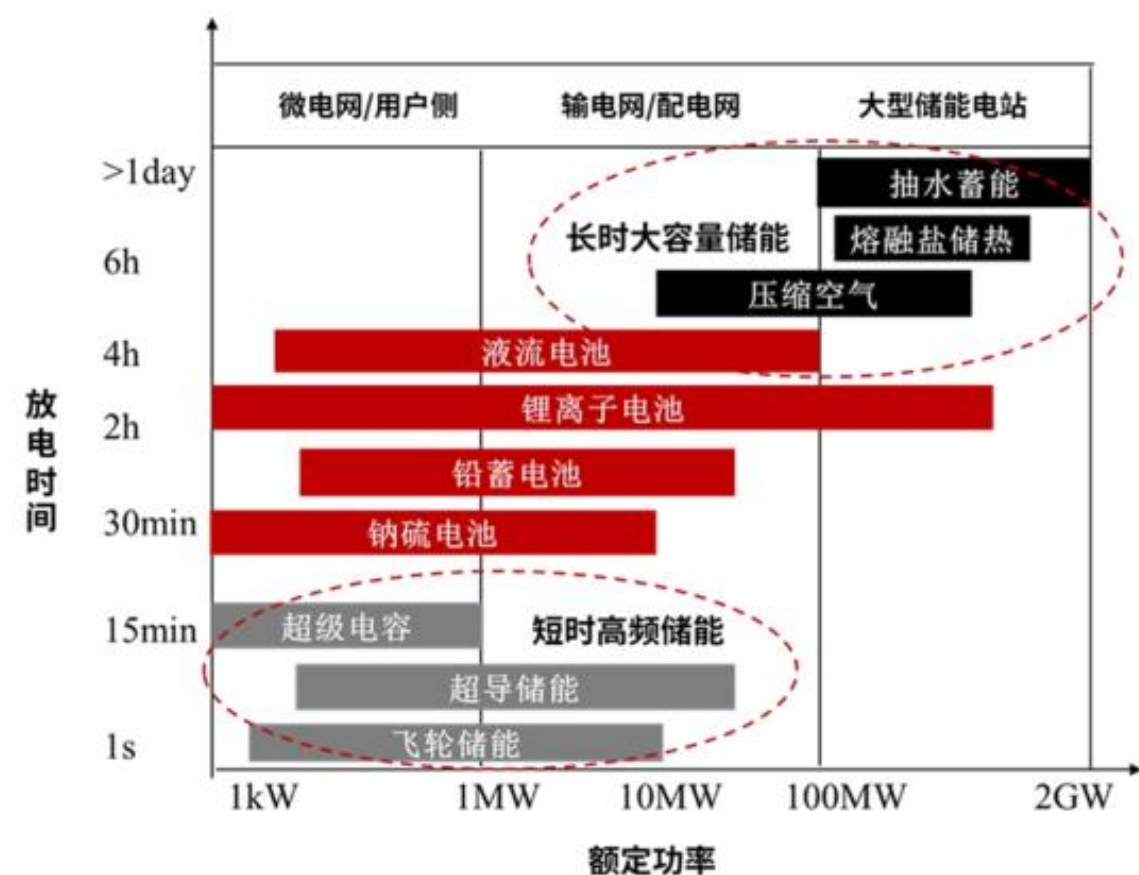 微电网/用户侧 输电网/配电网 大型储能电站
>1day
抽水蓄能
长时大容量储能
熔融盐储热
6h
压缩空气
4h
液流电池
放电时间
2h
锂离子电池
铅蓄电池
30min
钠硫电池
15min
超级电容
短时高频储能
超导储能
1s
飞轮储能
1kW 1MW 10MW 100MW 2GW
额定功率